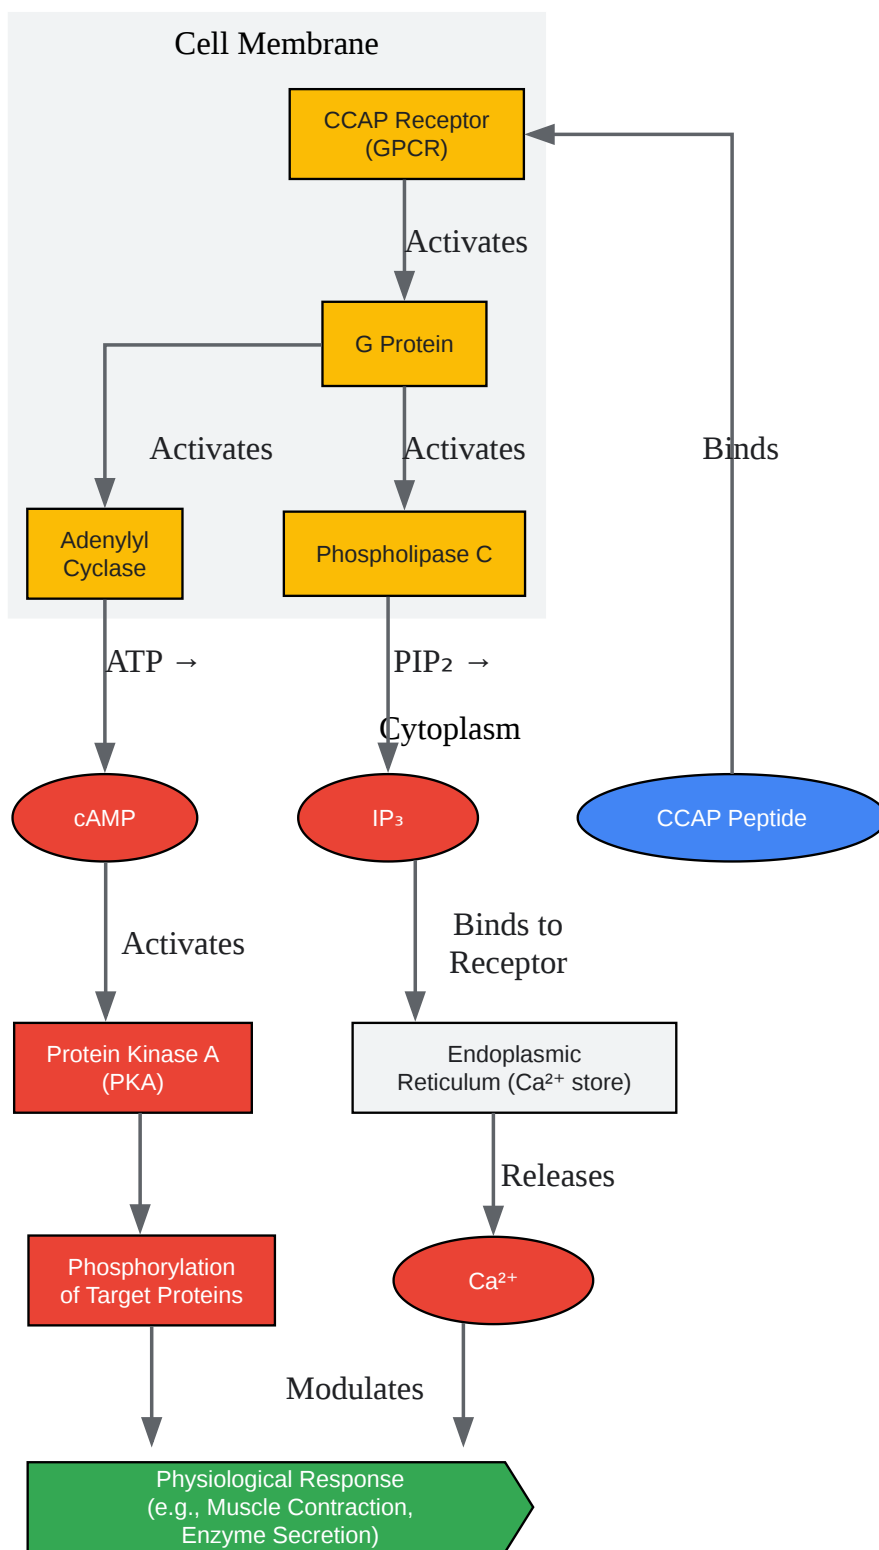 Cell Membrane
CCAP Receptor
(GPCR)
Activates
G Protein
Activates
Activates
Binds
Adenylyl
Cyclase
Phospholipase C
ATP →
PIP₂ →
Cytoplasm
cAMP
IP₃
CCAP Peptide
Activates
Binds to
Receptor
Protein Kinase A
(PKA)
Endoplasmic
Reticulum (Ca²⁺ store)
Releases
Phosphorylation
of Target Proteins
Ca²⁺
Modulates
Physiological Response
(e.g., Muscle Contraction,
Enzyme Secretion)